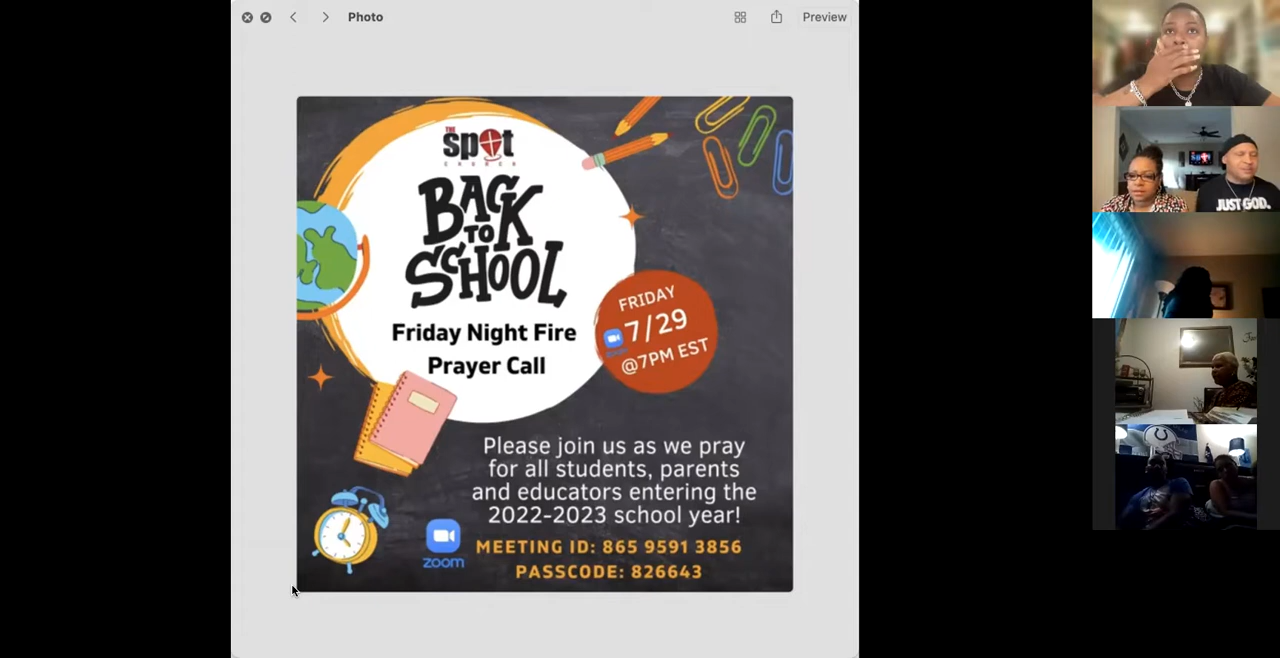 Photo
Preview
THE
spot
CHURCH
BACK
TO
SCHOOL
Friday Night Fire
Prayer Call
FRIDAY
7/29
@7PM EST
Please join us as we pray
for all students, parents
and educators entering the
2022-2023 school year!
zoom
MEETING ID: 865 9591 3856
PASSCODE: 826643
JUST GOD.